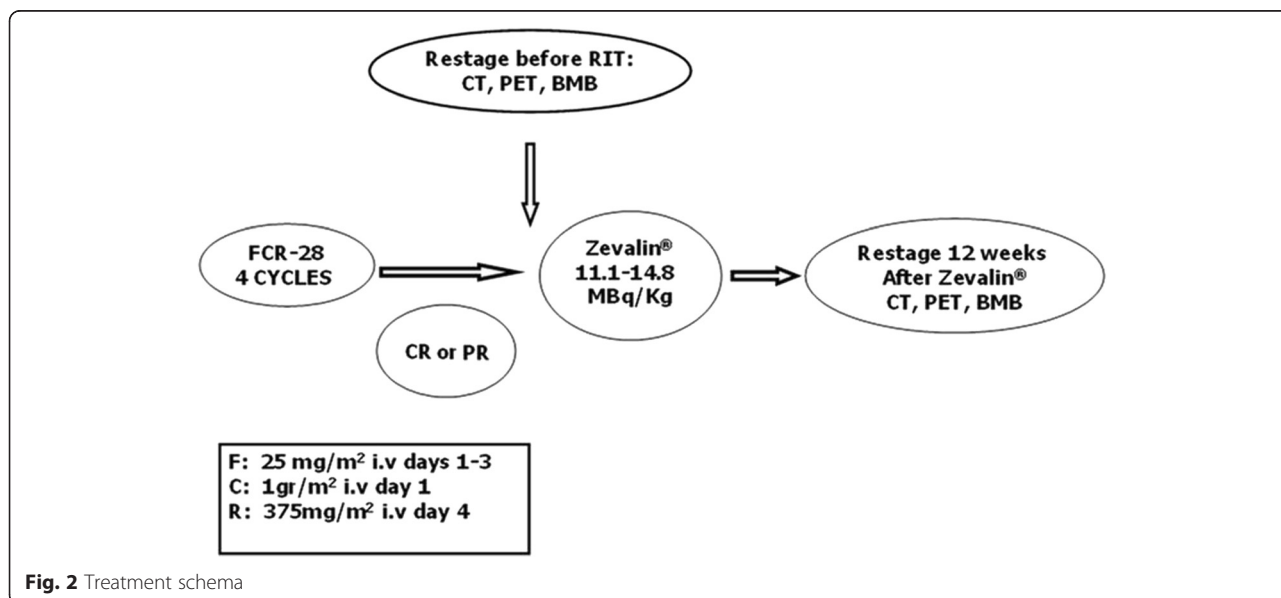 Restage before RIT:
CT, PET, BMB
FCR-28
4 CYCLES
Zevalin®
11.1-14.8
MBq/Kg
Restage 12 weeks
After Zevalin®
CT, PET, BMB
CR or PR
F: 25 mg/m² i.v days 1-3
C: 1gr/m² i.v day 1
R: 375mg/m² i.v day 4
Fig. 2 Treatment schema